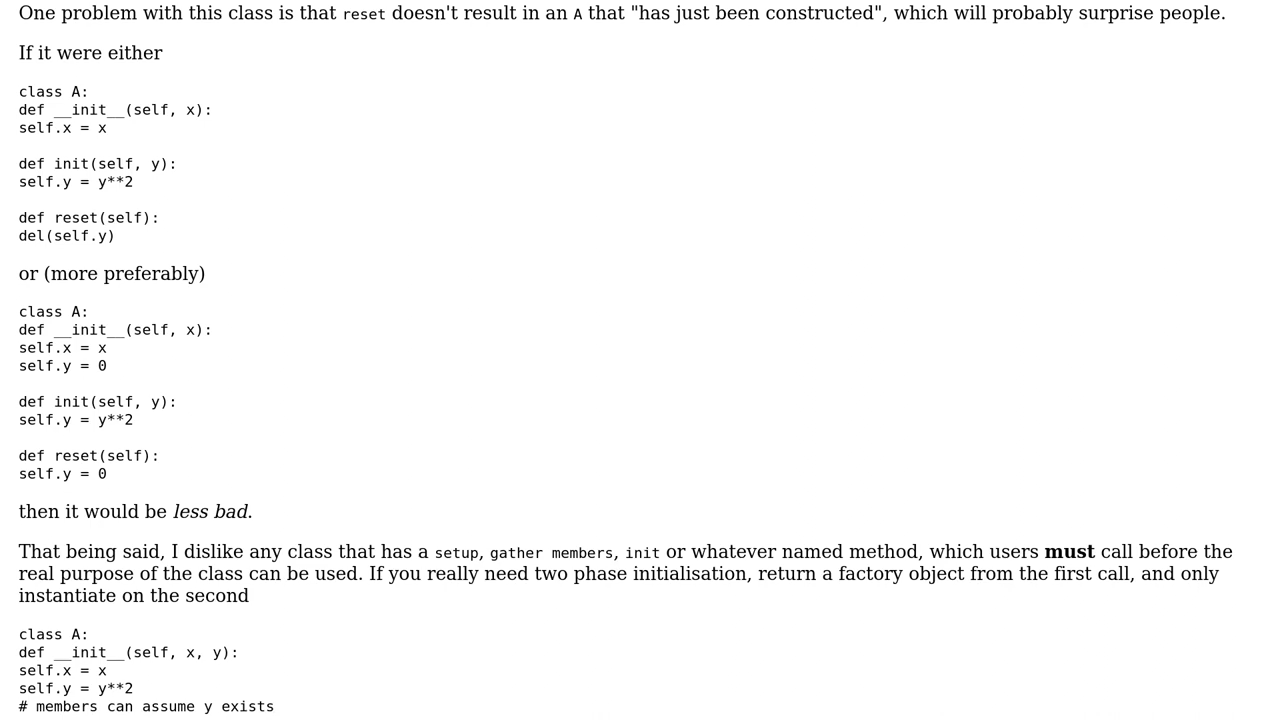 One problem with this class is that reset doesn't result in an A that "has just been constructed", which will probably surprise people.
If it were either
class A:
def __init__(self, x):
self.x = x
def init(self, y):
self.y = y**2
def reset(self):
del(self.y)
or (more preferably)
class A:
def __init__(self, x):
self.x = x
self.y = 0
def init(self, y):
self.y = y**2
def reset(self):
self.y = 0
then it would be less bad.
That being said, I dislike any class that has a setup, gather members, init or whatever named method, which users must call before the
real purpose of the class can be used. If you really need two phase initialisation, return a factory object from the first call, and only
instantiate on the second
class A:
def __init__(self, x, y):
self.x = x
self.y = y**2
# members can assume y exists